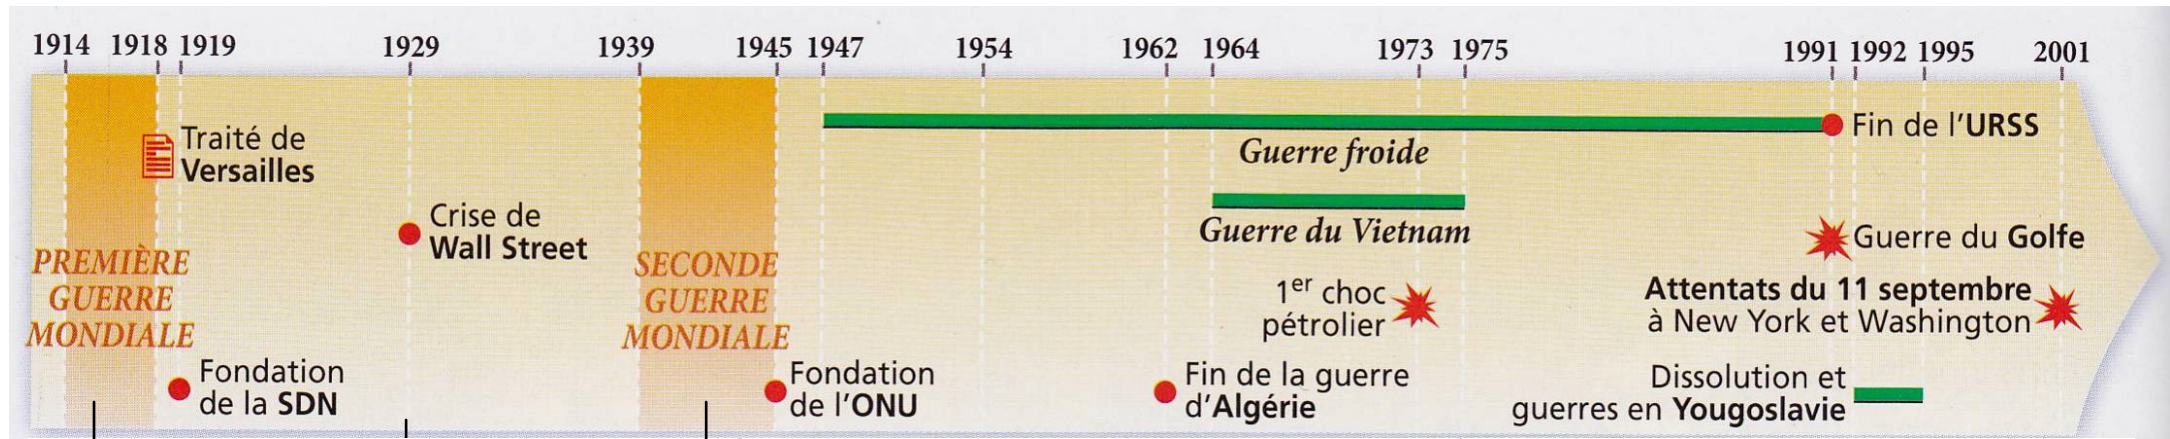 1914 1918 1919 1929 1939 1945 1947 1954 1962 1964 1973 1975 1991 1992 1995 2001
Traité de
Versailles
Fin de l'URSS
Guerre froide
Crise de
Wall Street
Guerre du Vietnam
Guerre du Golfe
PREMIÈRE
GUERRE
MONDIALE
SECONDE
GUERRE
MONDIALE
1er choc
pétrolier
Attentats du 11 septembre
à New York et Washington
Fondation
de la SDN
Fondation
de l'ONU
Fin de la guerre
d'Algérie
Dissolution et
guerres en Yougoslavie